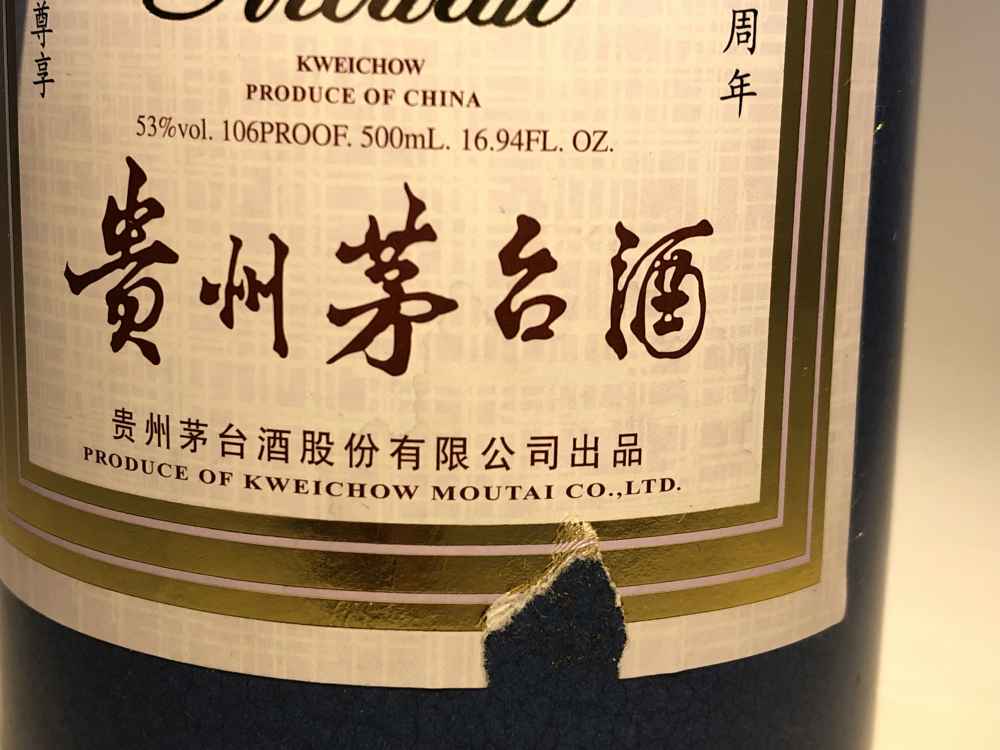 尊享
周年
Moutai
KWEICHOW
PRODUCE OF CHINA
53%vol. 106PROOF. 500mL. 16.94FL. OZ.
贵州茅台酒
贵州茅台酒股份有限公司出品
PRODUCE OF KWEICHOW MOUTAI CO.,LTD.